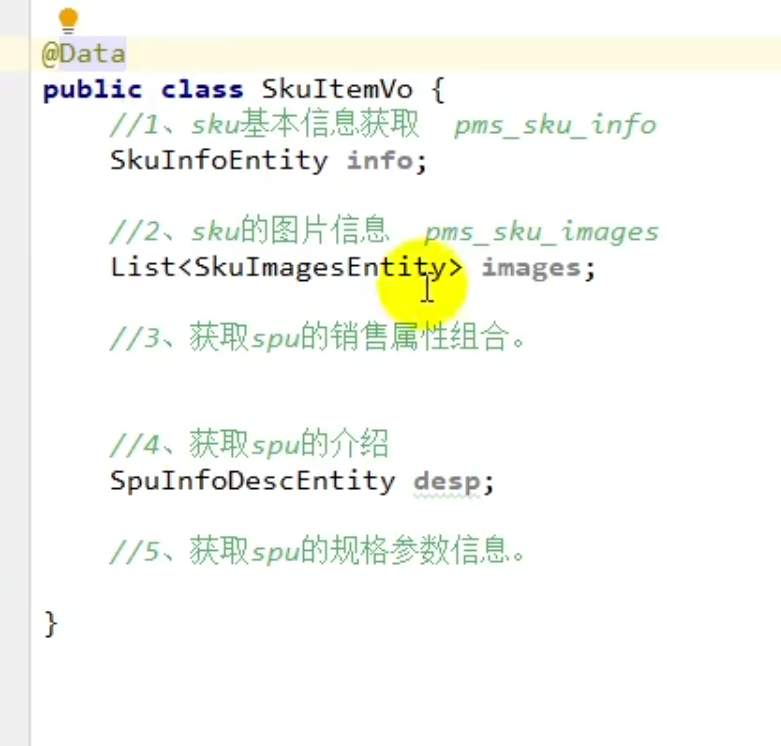 @Data
public class SkuItemVo {
//1、sku基本信息获取  pms_sku_info
SkuInfoEntity info;
//2、sku的图片信息  pms_sku_images
List<SkuImagesEntity> images;
//3、获取spu的销售属性组合。
//4、获取spu的介绍
SpuInfoDescEntity desp;
//5、获取spu的规格参数信息。
}